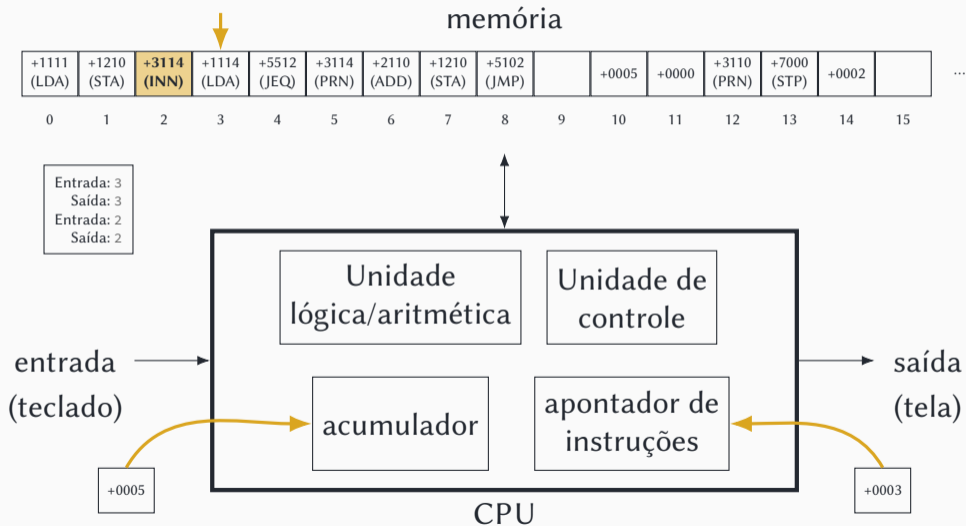 memória
+1111 +1210 +3114 +1114 +5512 +3114 +2110 +1210 +5102 +0005 +0000 +3110 +7000 +0002 ...
(LDA) (STA) (INN) (LDA) (JEQ) (PRN) (ADD) (STA) (JMP) (PRN) (STP)
0 1 2 3 4 5 6 7 8 9 10 11 12 13 14 15
Entrada: 3
Saída: 3
Entrada: 2
Saída: 2
Unidade
lógica/aritmética
Unidade de
controle
entrada
(teclado)
saída
(tela)
acumulador
apontador de
instruções
+0005
+0003
CPU